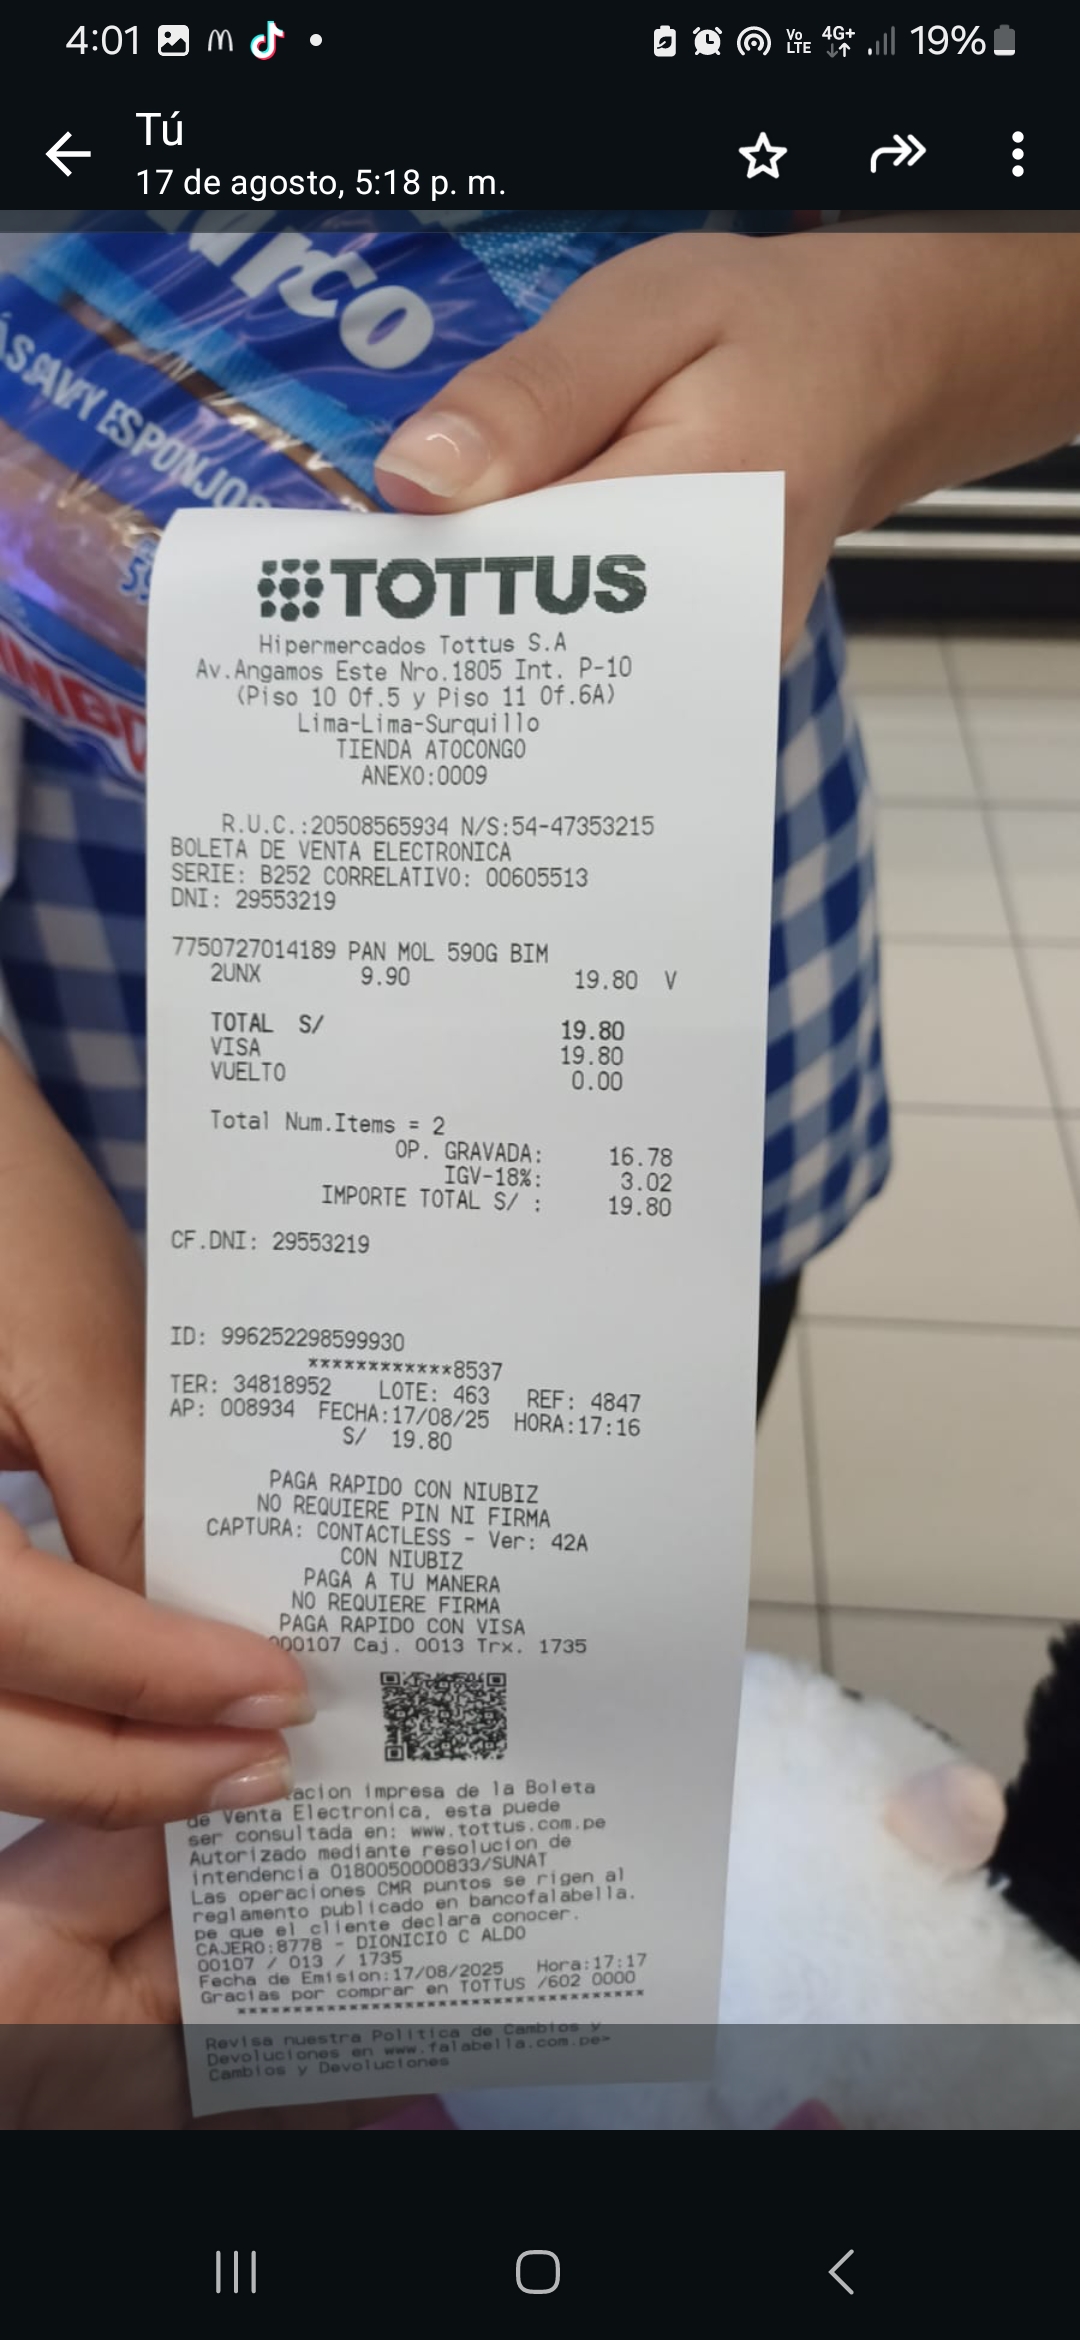 4:01
Vo LTE 4G+ 19%
Tú
17 de agosto, 5:18 p. m.
ÁS SAVY ESPONJOS
TOTTUS
Hipermercados Tottus S.A
Av.Angamos Este Nro.1805 Int. P-10
(Piso 10 Of.5 y Piso 11 Of.6A)
Lima-Lima-Surquillo
TIENDA ATOCONGO
ANEXO:0009
R.U.C.:20508565934 N/S:54-47353215
BOLETA DE VENTA ELECTRONICA
SERIE: B252 CORRELATIVO: 00605513
DNI: 29553219
7750727014189 PAN MOL 590G BIM
2UNX 9.90 19.80 V
TOTAL S/ 19.80
VISA 19.80
VUELTO 0.00
Total Num.Items = 2
OP. GRAVADA: 16.78
IGV-18%: 3.02
IMPORTE TOTAL S/ : 19.80
CF.DNI: 29553219
ID: 996252298599930
************8537
TER: 34818952 LOTE: 463 REF: 4847
AP: 008934 FECHA:17/08/25 HORA:17:16
S/ 19.80
PAGA RAPIDO CON NIUBIZ
NO REQUIERE PIN NI FIRMA
CAPTURA: CONTACTLESS - Ver: 42A
CON NIUBIZ
PAGA A TU MANERA
NO REQUIERE FIRMA
PAGA RAPIDO CON VISA
000107 Caj. 0013 Trx. 1735
tacion impresa de la Boleta
de Venta Electronica, esta puede
ser consultada en: www.tottus.com.pe
Autorizado mediante resolucion de
intendencia 0180050000833/SUNAT
Las operaciones CMR puntos se rigen al
reglamento publicado en bancofalabella.
pe que el cliente declara conocer.
CAJERO:8778 - DIONICIO C ALDO
00107 / 013 / 1735
Fecha de Emision:17/08/2025 Hora:17:17
Gracias por comprar en TOTTUS /602 0000
************************************
Revisa nuestra Politica de Cambios y
Devoluciones en www.falabella.com.pe>
Cambios y Devoluciones